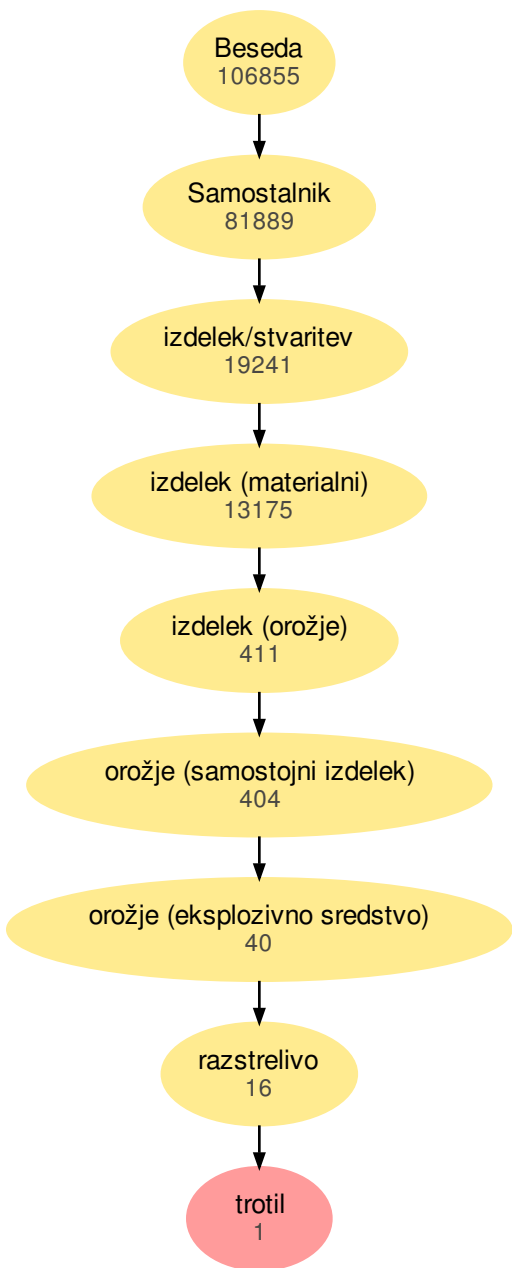 Beseda
106855
Samostalnik
81889
izdelek/stvaritev
19241
izdelek (materialni)
13175
izdelek (orožje)
411
orožje (samostojni izdelek)
404
orožje (eksplozivno sredstvo)
40
razstrelivo
16
trotil
1